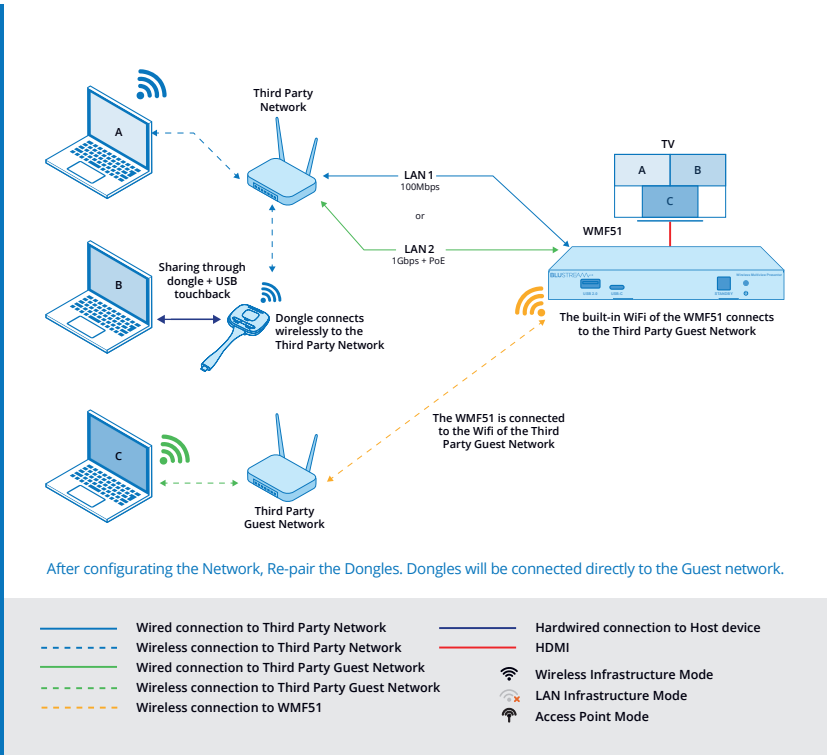 Third Party
Network
A
LAN 1
100Mbps
or
LAN 2
1Gbps + PoE
TV
A
B
C
WMF51
BLUSTREAM
Wireless Multiview Presenter
USB-C
STANDBY
The built-in WiFi of the WMF51 connects
to the Third Party Guest Network
B
Sharing through
dongle + USB
touchback
Dongle connects
wirelessly to the
Third Party Network
The WMF51 is connected
to the Wifi of the Third
Party Guest Network
C
Third Party
Guest Network
After configurating the Network, Re-pair the Dongles. Dongles will be connected directly to the Guest network.
Wired connection to Third Party Network
Wireless connection to Third Party Network
Wired connection to Third Party Guest Network
Wireless connection to Third Party Guest Network
Wireless connection to WMF51
Hardwired connection to Host device
HDMI
Wireless Infrastructure Mode
LAN Infrastructure Mode
Access Point Mode